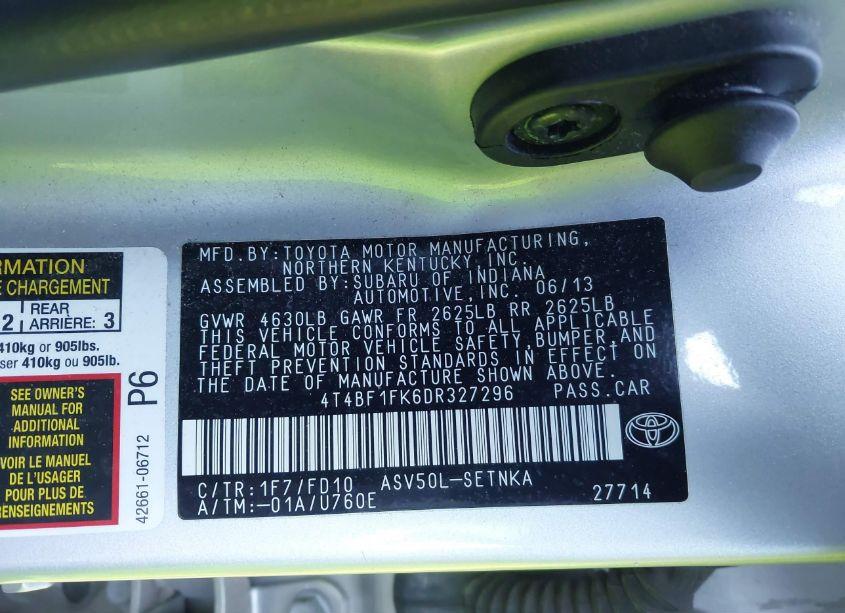 RMATION
E CHARGEMENT
2 REAR ARRIÈRE: 3
410kg or 905lbs.
ser 410kg ou 905lb.
SEE OWNER'S
MANUAL FOR
ADDITIONAL
INFORMATION
VOIR LE MANUEL
DE L'USAGER
POUR PLUS DE
RENSEIGNEMENTS
P6
42661-06712
MFD.BY:TOYOTA MOTOR MANUFACTURING,
NORTHERN KENTUCKY, INC.
ASSEMBLED BY:SUBARU OF INDIANA
AUTOMOTIVE,INC. 06/13
GVWR 4630LB GAWR FR 2625LB RR 2625LB
THIS VEHICLE CONFORMS TO ALL APPLICABLE
FEDERAL MOTOR VEHICLE SAFETY,BUMPER,AND
THEFT PREVENTION STANDARDS IN EFFECT ON
THE DATE OF MANUFACTURE SHOWN ABOVE.
4T4BF1FK6DR327296 PASS.CAR
C/TR:1F7/FD10 ASV50L-SETNKA
A/TM:-01A/U760E 27714